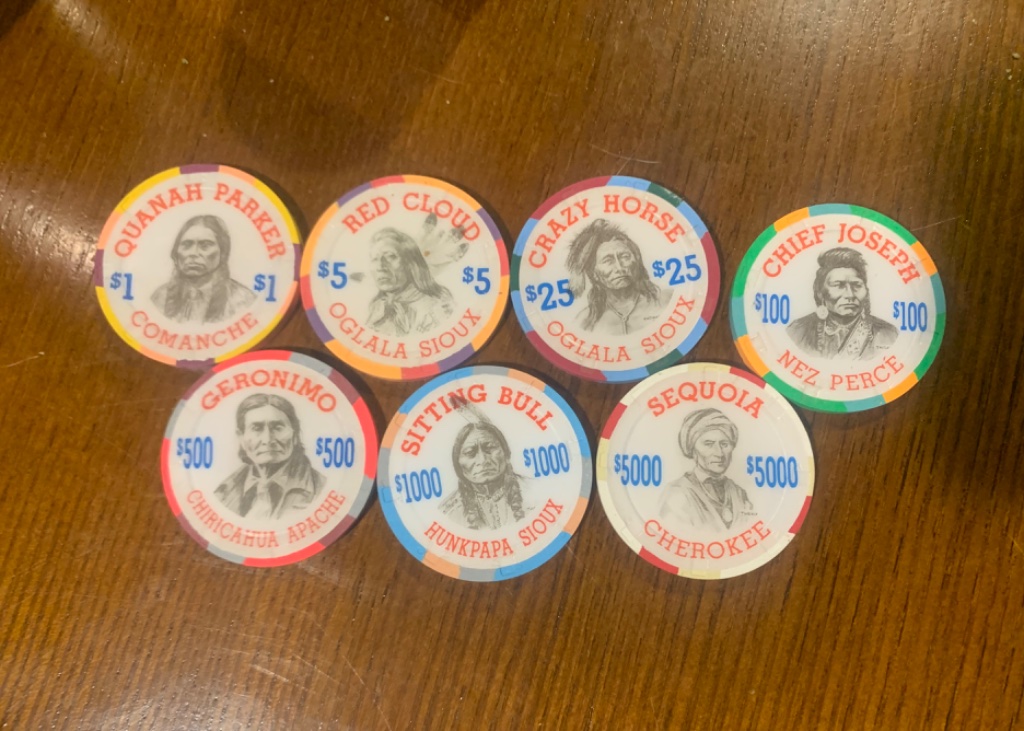 QUANAH PARKER
$1 $1
COMANCHE
RED CLOUD
$5 $5
OGLALA SIOUX
CRAZY HORSE
$25 $25
OGLALA SIOUX
CHIEF JOSEPH
$100 $100
NEZ PERCÉ
GERONIMO
$500 $500
CHIRICAHUA APACHE
SITTING BULL
$1000 $1000
HUNKPAPA SIOUX
SEQUOIA
$5000 $5000
CHEROKEE